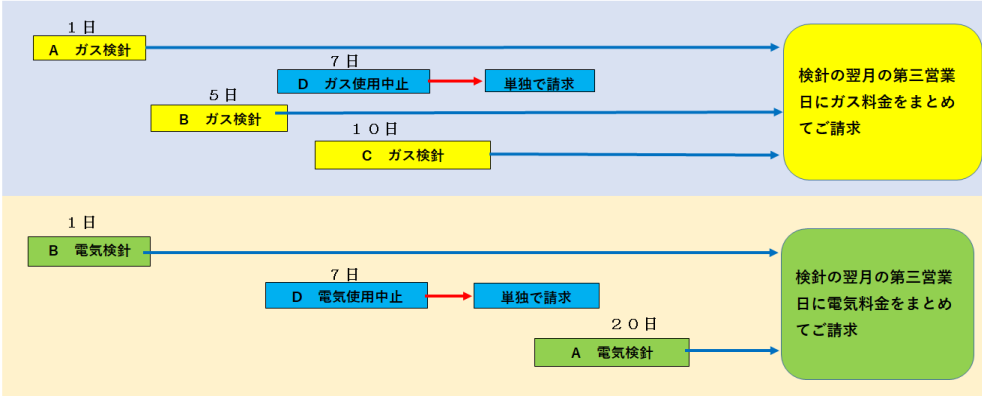 １日
A ガス検針
７日
D ガス使用中止
単独で請求
５日
B ガス検針
１０日
C ガス検針
検針の翌月の第三営業
日にガス料金をまとめ
てご請求
１日
B 電気検針
７日
D 電気使用中止
単独で請求
２０日
A 電気検針
検針の翌月の第三営業
日に電気料金をまとめ
てご請求